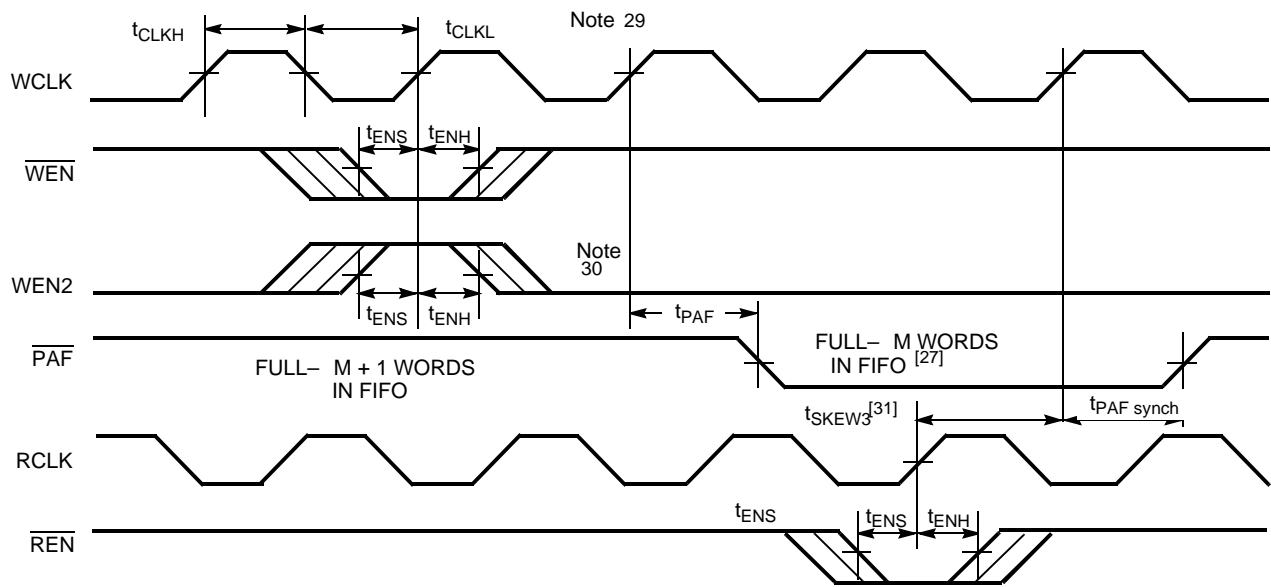 Note 29
tCLKH
tCLKL
WCLK
tENS
tENH
WEN
Note
30
WEN2
tENS
tENH
tPAF
PAF
FULL– M + 1 WORDS
IN FIFO
FULL– M WORDS
IN FIFO [27]
tSKEW3[31]
tPAF synch
RCLK
tENS
tENS
tENH
REN